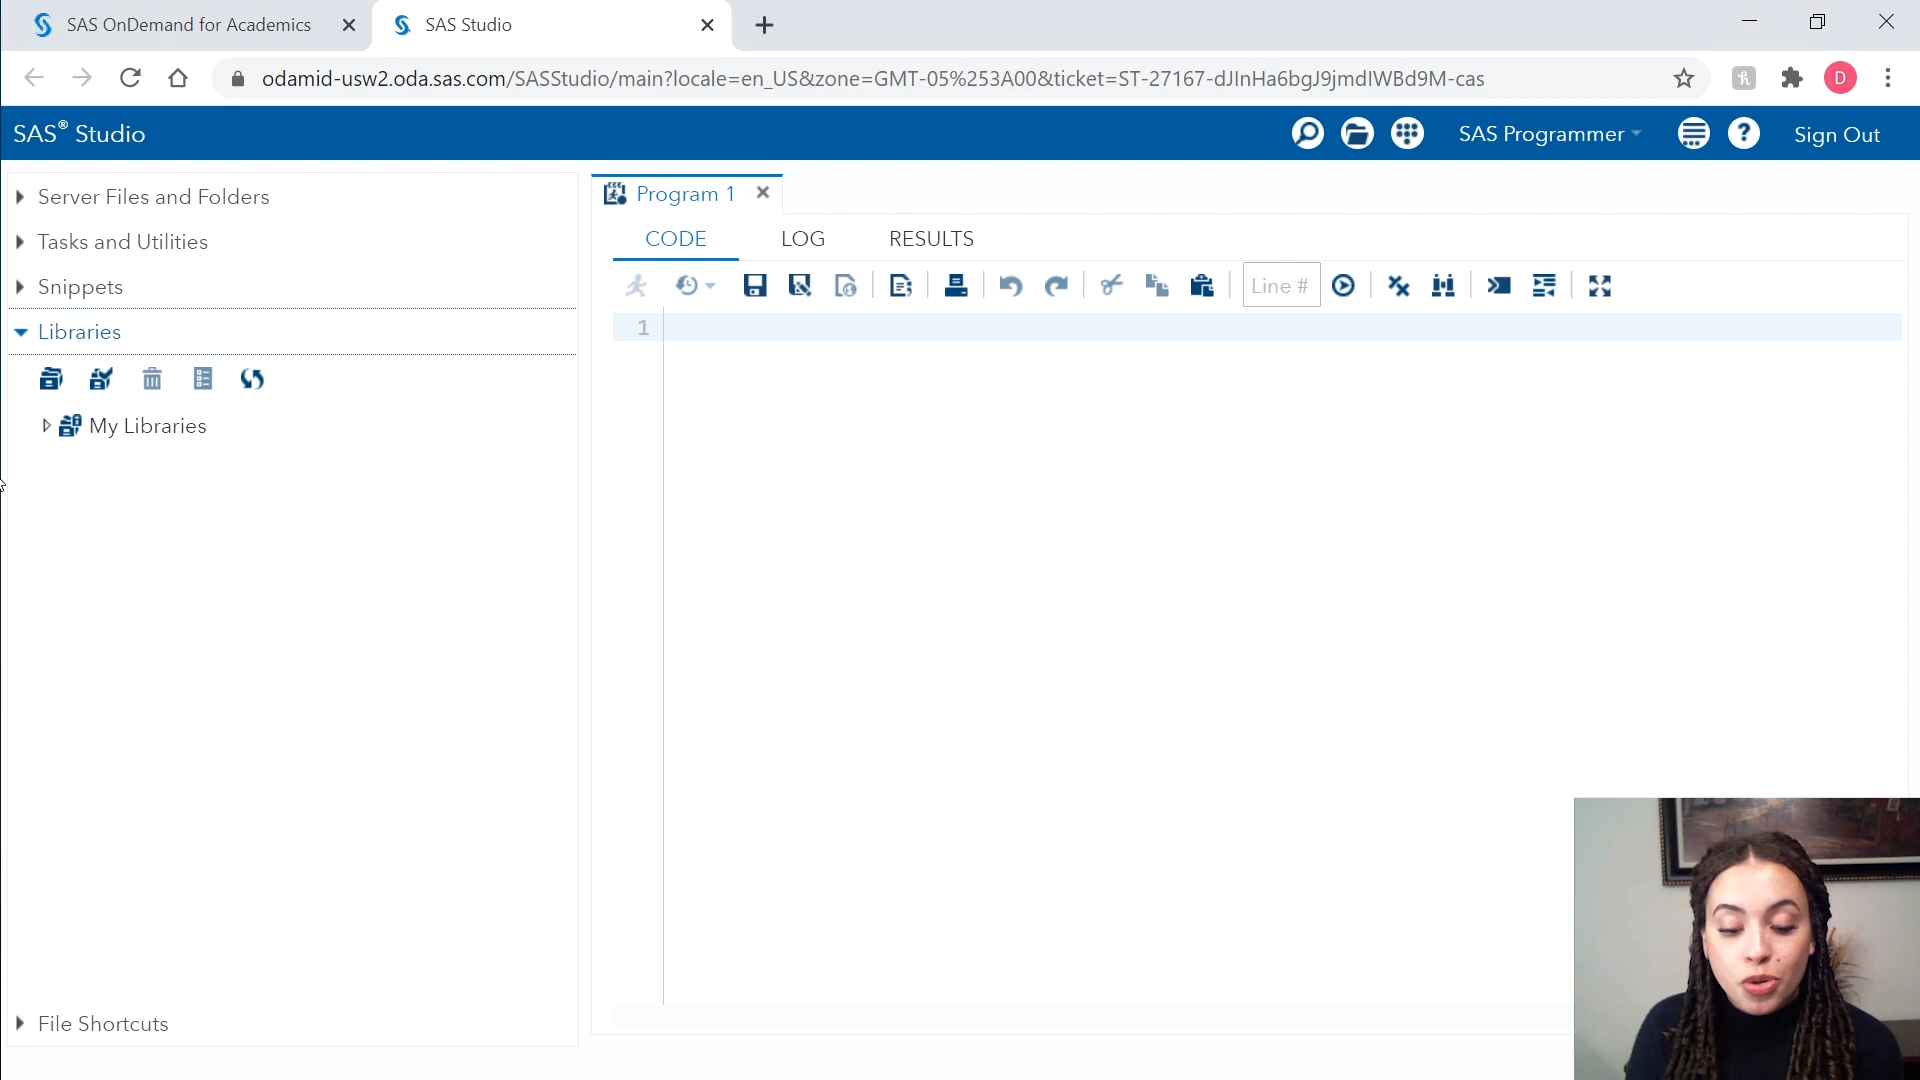 SAS OnDemand for Academics
SAS Studio
odamid-usw2.oda.sas.com/SASStudio/main?locale=en_US&zone=GMT-05%253A00&ticket=ST-27167-dJInHa6bgJ9jmdlWBd9M-cas
D
SAS® Studio
SAS Programmer
?
Sign Out
Server Files and Folders
Tasks and Utilities
Snippets
Libraries
My Libraries
File Shortcuts
Program 1
CODE
LOG
RESULTS
Line #
1